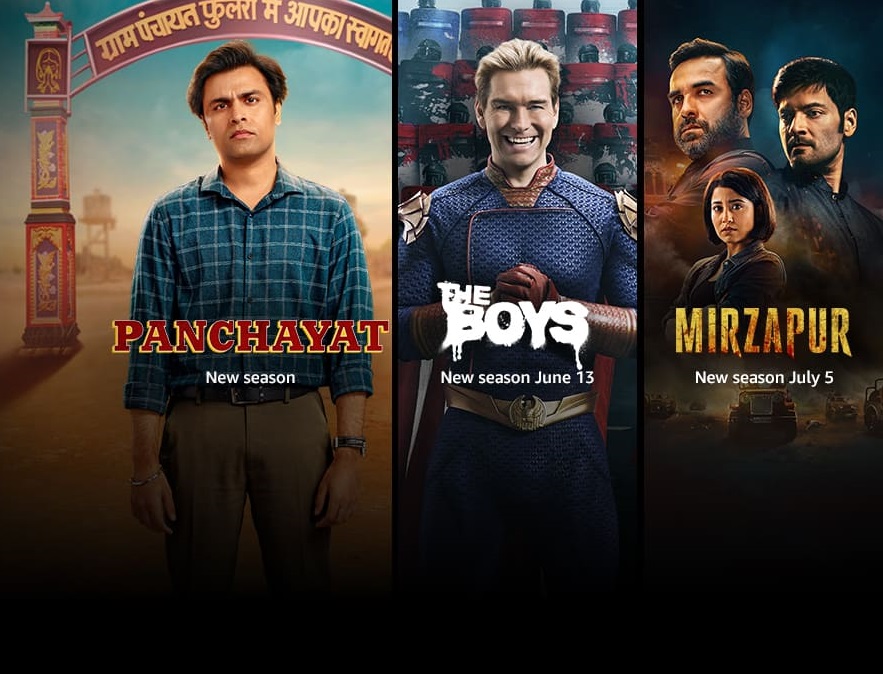 ग्राम पंचायत फुलेरा में आपका स्वागत
PANCHAYAT
New season
THE
BOYS
New season June 13
MIRZAPUR
New season July 5